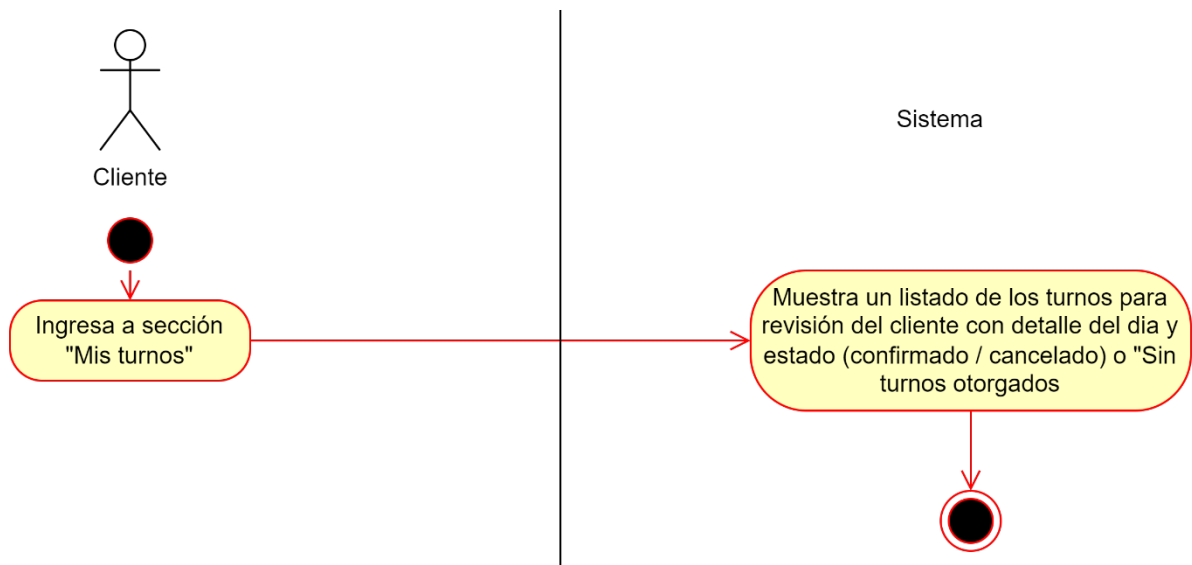 Sistema
Cliente
Ingresa a sección
"Mis turnos"
Muestra un listado de los turnos para
revisión del cliente con detalle del dia y
estado (confirmado / cancelado) o "Sin
turnos otorgados